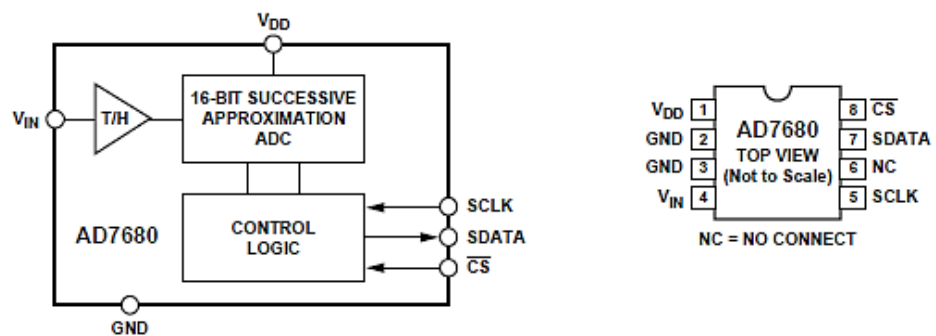 VDD
VIN
T/H
16-BIT SUCCESSIVE
APPROXIMATION
ADC
AD7680
CONTROL
LOGIC
SCLK
SDATA
CS
GND
VDD 1
GND 2
GND 3
VIN 4
AD7680
TOP VIEW
(Not to Scale)
8 CS
7 SDATA
6 NC
5 SCLK
NC = NO CONNECT